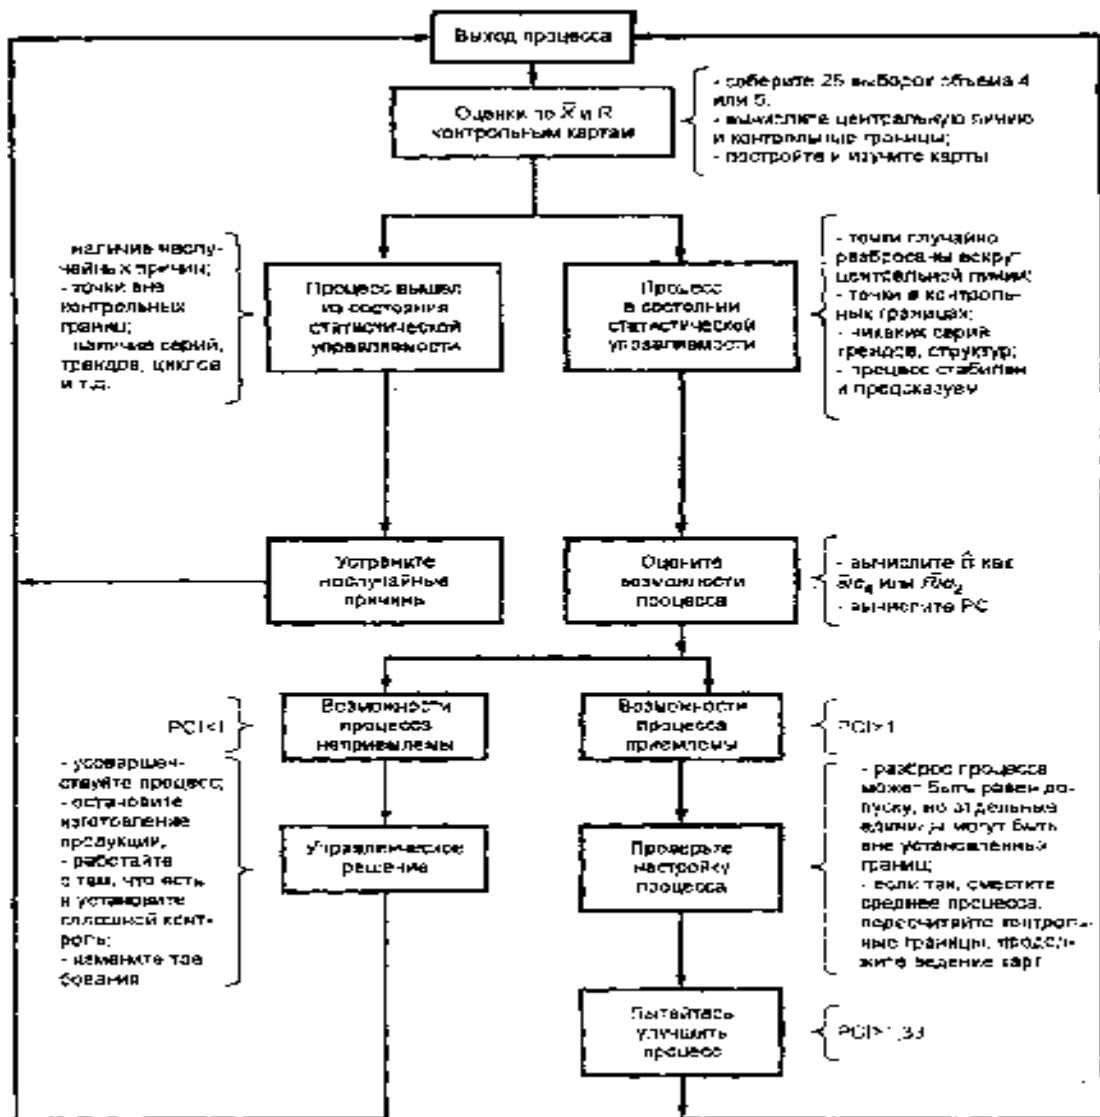 Выход процесса
Оценки по X̄ и R
контрольным картам
- соберите 25 выборок объема 4
или 5.
- вычислите центральную линию
и контрольные границы;
- постройте и изучите карты
- наличие неслу-
чайных причин;
- точки вне
контрольных
границ;
- наличие серий,
трендов, циклов
и т.д.
Процесс вышел
из состояния
статистической
управляемости
Процесс
в состоянии
статистической
управляемости
- точки случайно
разбросаны вокруг
центральной линии;
- точки в контроль-
ных границах;
- никаких серий
трендов, структур;
- процесс стабилен
и предсказуем
Устраните
неслучайные
причины
Оцените
возможности
процесса
- вычислите как
или
- вычислите PC
PCI<1
Возможности
процесса
неприемлемы
Возможности
процесса
приемлемы
PCI>1
- усовершен-
ствуйте процесс;
- остановите
изготовление
продукции,
- работайте
с тем, что есть
и установите
сплошной конт-
роль;
- измените тре
бования
Управленческое
решение
Проверьте
настройку
процесса
- разброс процесса
может быть равен до-
пуску, но отдельные
единицы могут быть
вне установленных
границ;
- если так, сместите
среднее процесса,
пересчитайте контроль-
ные границы, продол-
жите ведение карт
Пытайтесь
улучшить
процесс
PCI>1,33